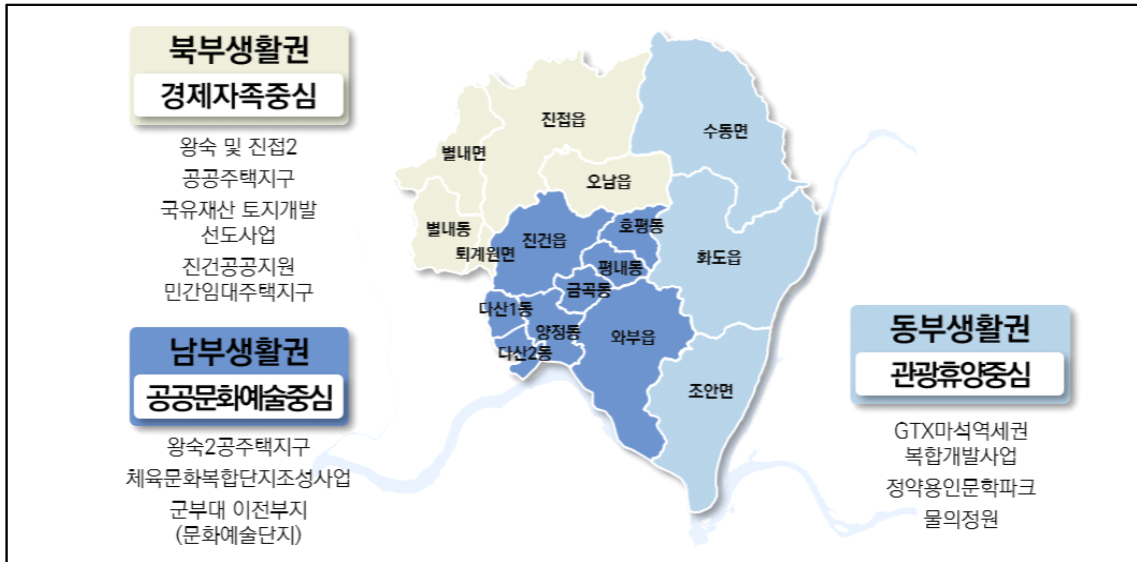 북부생활권
경제자족중심
왕숙 및 진접2
공공주택지구
국유재산 토지개발
선도사업
진건공공지원
민간임대주택지구
남부생활권
공공문화예술중심
왕숙2공주택지구
체육문화복합단지조성사업
군부대 이전부지
(문화예술단지)
진접읍
수동면
별내면
오남읍
별내동
호평동
진건읍
퇴계원면
화도읍
평내동
금곡동
다산1동
양정동
와부읍
다산2동
조안면
동부생활권
관광휴양중심
GTX마석역세권
복합개발사업
정약용인문학파크
물의정원